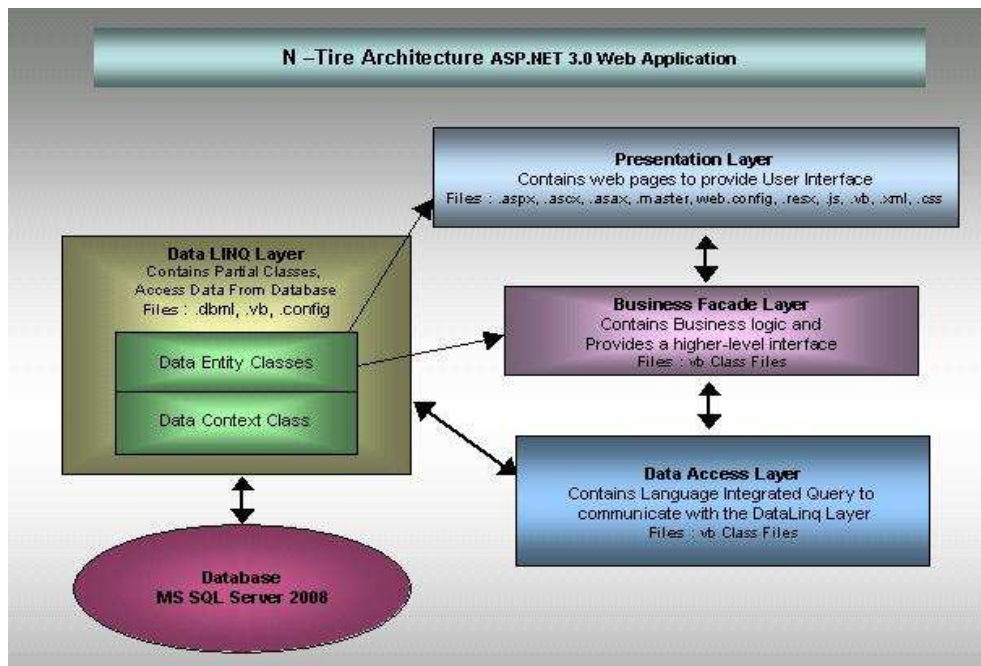 N –Tire Architecture ASP.NET 3.0 Web Application
Presentation Layer
Contains web pages to provide User Interface
Files : .aspx, .ascx, .asax, .master, web.config, .resx, .js, .vb, .xml, .css
Data LINQ Layer
Contains Partial Classes,
Access Data From Database
Files : .dbml, .vb, .config
Data Entity Classes
Data Context Class
Business Facade Layer
Contains Business logic and
Provides a higher-level interface
Files : vb Class Files
Data Access Layer
Contains Language Integrated Query to
communicate with the DataLinq Layer
Files : vb Class Files
Database
MS SQL Server 2008